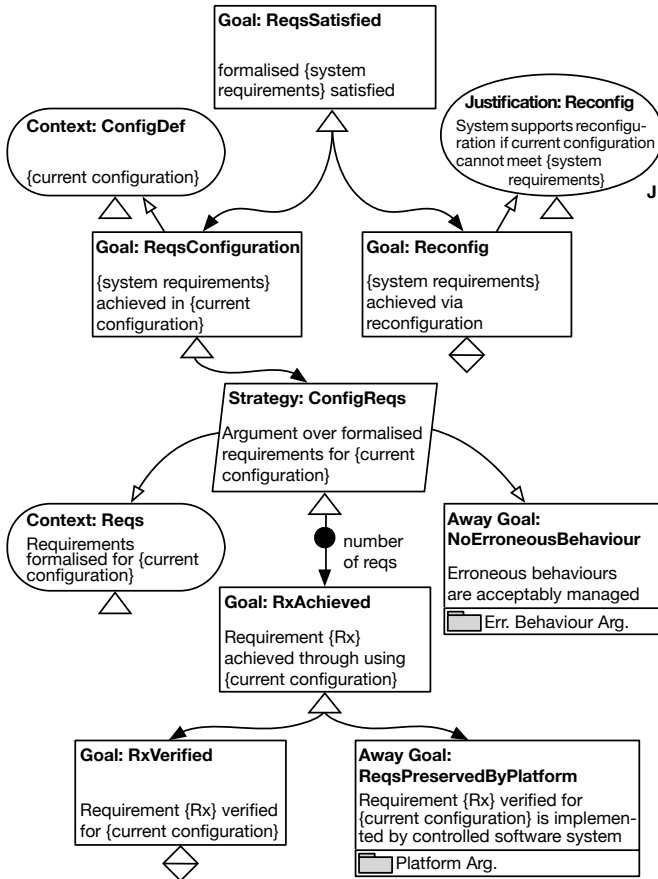 Goal: ReqsSatisfied
formalised {system
requirements} satisfied
Context: ConfigDef
{current configuration}
Justification: Reconfig
System supports reconfigu-
ration if current configuration
cannot meet {system
requirements}
J
Goal: ReqsConfiguration
{system requirements}
achieved in {current
configuration}
Goal: Reconfig
{system requirements}
achieved via
reconfiguration
Strategy: ConfigReqs
Argument over formalised
requirements for {current
configuration}
Context: Reqs
Requirements
formalised for {current
configuration}
number
of reqs
Away Goal:
NoErroneousBehaviour
Erroneous behaviours
are acceptably managed
Err. Behaviour Arg.
Goal: RxAchieved
Requirement {Rx}
achieved through using
{current configuration}
Goal: RxVerified
Requirement {Rx} verified
for {current configuration}
Away Goal:
ReqsPreservedByPlatform
Requirement {Rx} verified for
{current configuration} is implemen-
ted by controlled software system
Platform Arg.